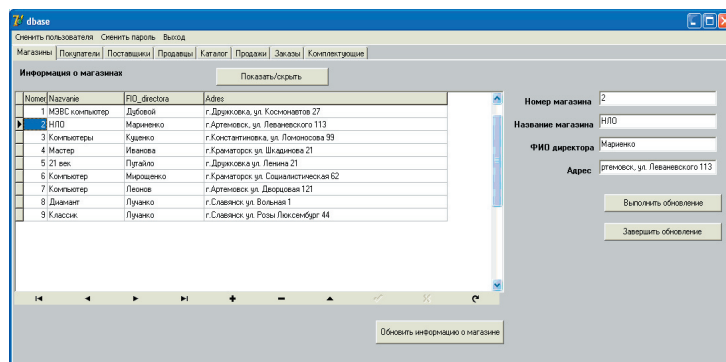 dbase
Сменить пользователя Сменить пароль Выход
Магазины Покупатели Поставщики Продавцы Каталог Продажи Заказы Комплектующие
Информация о магазинах Показать/скрыть
Nomer Nazvanie FIO_directora Adres
1 МЭВС компьютер Дубовой г.Дружковка, ул. Космонавтов 27
2 НЛО Мариненко г.Артемовск, ул. Леваневского 113
3 Компьютеры Куценко г.Константиновка, ул. Ломоносова 99
4 Мастер Иванова г.Краматорск ул. Шкадинова 21
5 21 век Путайло г.Дружковка ул. Ленина 21
6 Компьютер Мирощенко г.Краматорск ул. Социалистическая 62
7 Компьютер Леонов г.Артемовск ул. Дворцовая 121
8 Диамант Лучанко г.Славянск ул. Вольная 1
9 Классик Лучанко г.Славянск ул. Розы Люксембург 44
Номер магазина 2
Название магазина НЛО
ФИО директора Мариенко
Адрес ртемовск, ул. Леваневского 113
Выполнить обновление
Завершить обновление
Обновить информацию о магазине